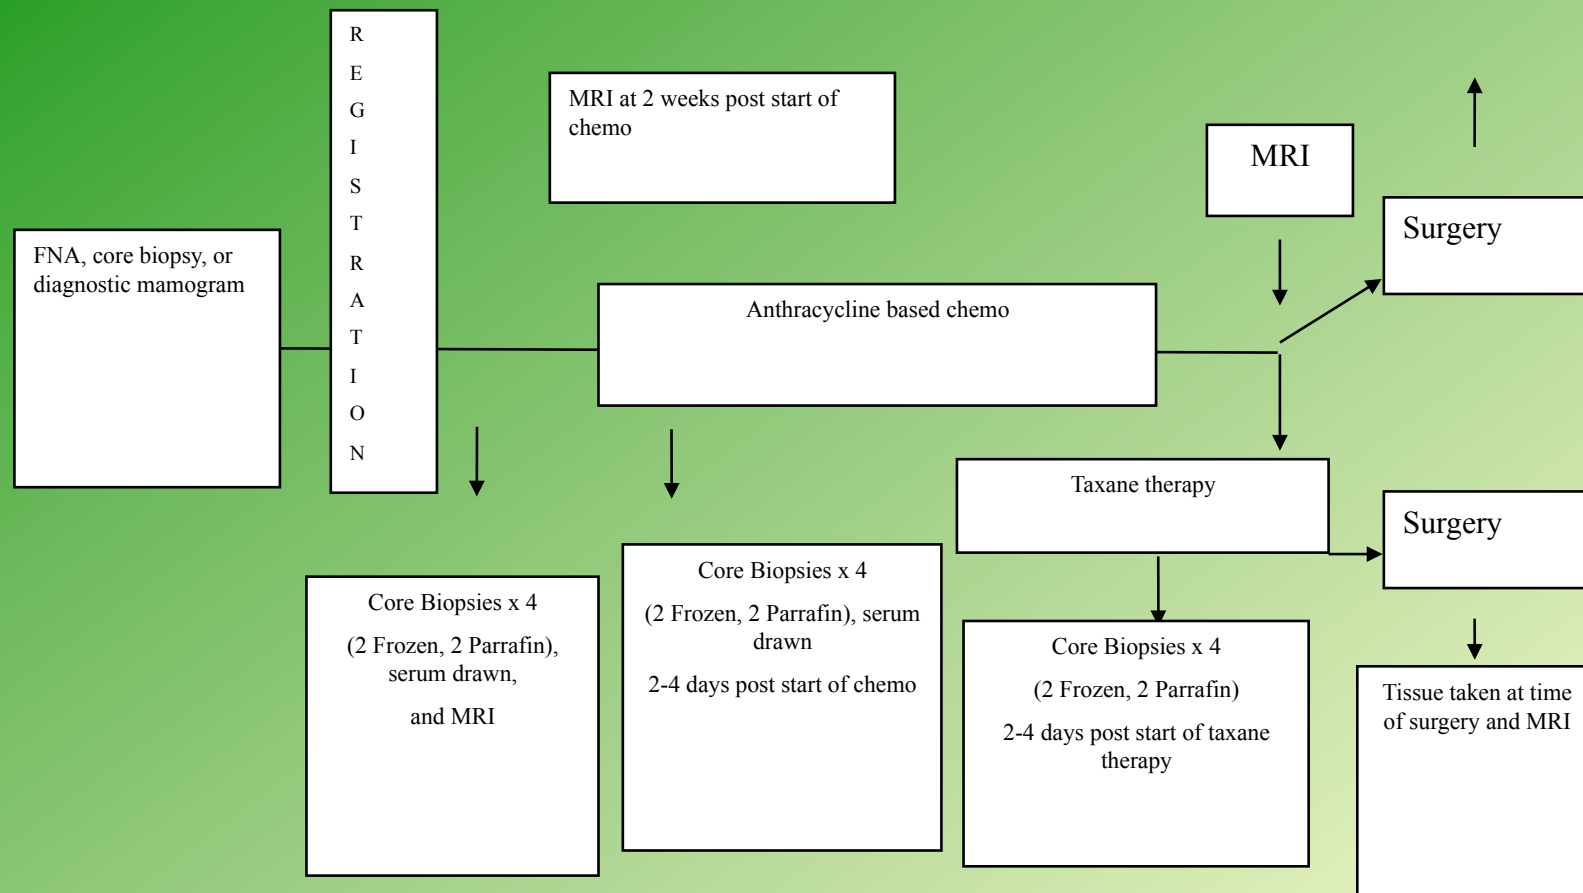 FNA, core biopsy, or
diagnostic mamogram
R
E
G
I
S
T
R
A
T
I
O
N
MRI at 2 weeks post start of
chemo
Anthracycline based chemo
MRI
Surgery
Taxane therapy
Surgery
Core Biopsies x 4
(2 Frozen, 2 Parrafin),
serum drawn,
and MRI
Core Biopsies x 4
(2 Frozen, 2 Parrafin), serum
drawn
2-4 days post start of chemo
Core Biopsies x 4
(2 Frozen, 2 Parrafin)
2-4 days post start of taxane
therapy
Tissue taken at time
of surgery and MRI